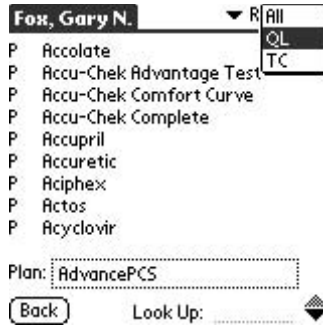 Fox, Gary N.
R
All
QL
TC
P Accolate
P Accu-Chek Advantage Test
P Accu-Chek Comfort Curve
P Accu-Chek Complete
P Accupril
P Accuretic
P Aciphex
P Actos
P Acyclovir
Plan: AdvancePCS
Back Look Up: